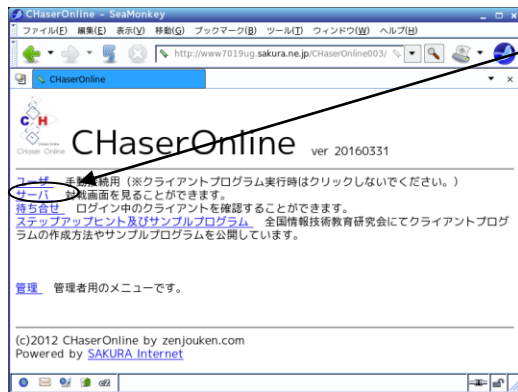 CHaserOnline - SeaMonkey
ファイル(F) 編集(E) 表示(V) 移動(G) ブックマーク(B) ツール(T) ウィンドウ(W) ヘルプ(H)
http://www7019ug.sakura.ne.jp/CHaserOnline003/
CHaserOnline
CHaser Online
CHaserOnline ver 20160331
ユーザ 手動接続用(※クライアントプログラム実行時はクリックしないでください。)
サーバ 対戦画面を見ることができます。
待ち合せ ログイン中のクライアントを確認することができます。
ステップアップヒント及びサンプルプログラム 全国情報技術教育研究会にてクライアントプログ
ラムの作成方法やサンプルプログラムを公開しています。
管理 管理者用のメニューです。
(c)2012 CHaserOnline by zenjouken.com
Powered by SAKURA Internet